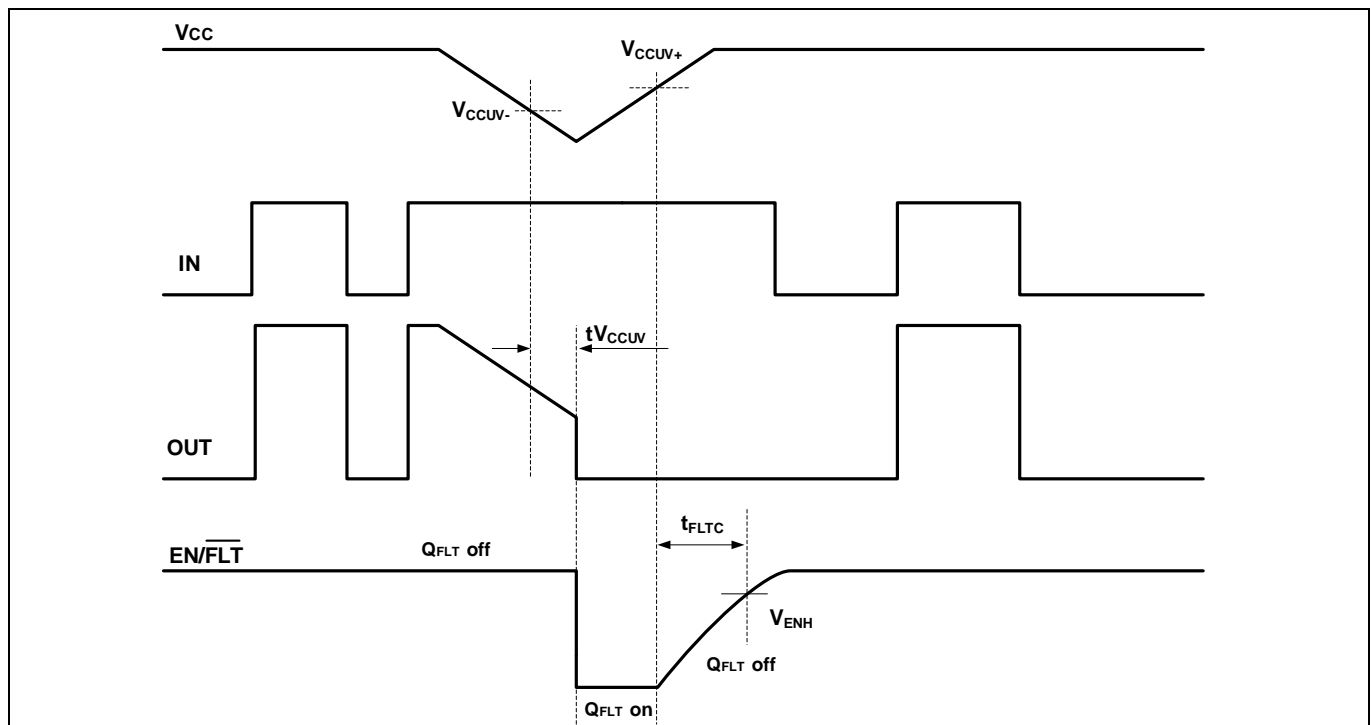 VCC
VCCUV+
VCCUV-
IN
tVCCUV
OUT
tFLTC
EN/FLT
QFLT off
VENH
QFLT off
QFLT on